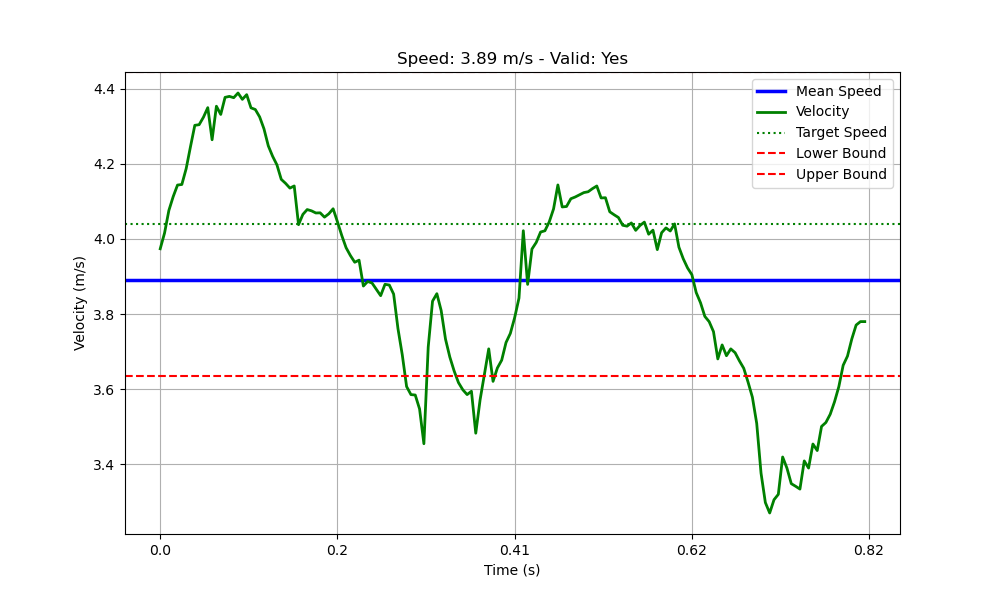 Speed: 3.89 m/s - Valid: Yes
Mean Speed
Velocity
Target Speed
Lower Bound
Upper Bound
4.4
4.2
4.0
3.8
3.6
3.4
Velocity (m/s)
0.0 0.2 0.41 0.62 0.82
Time (s)